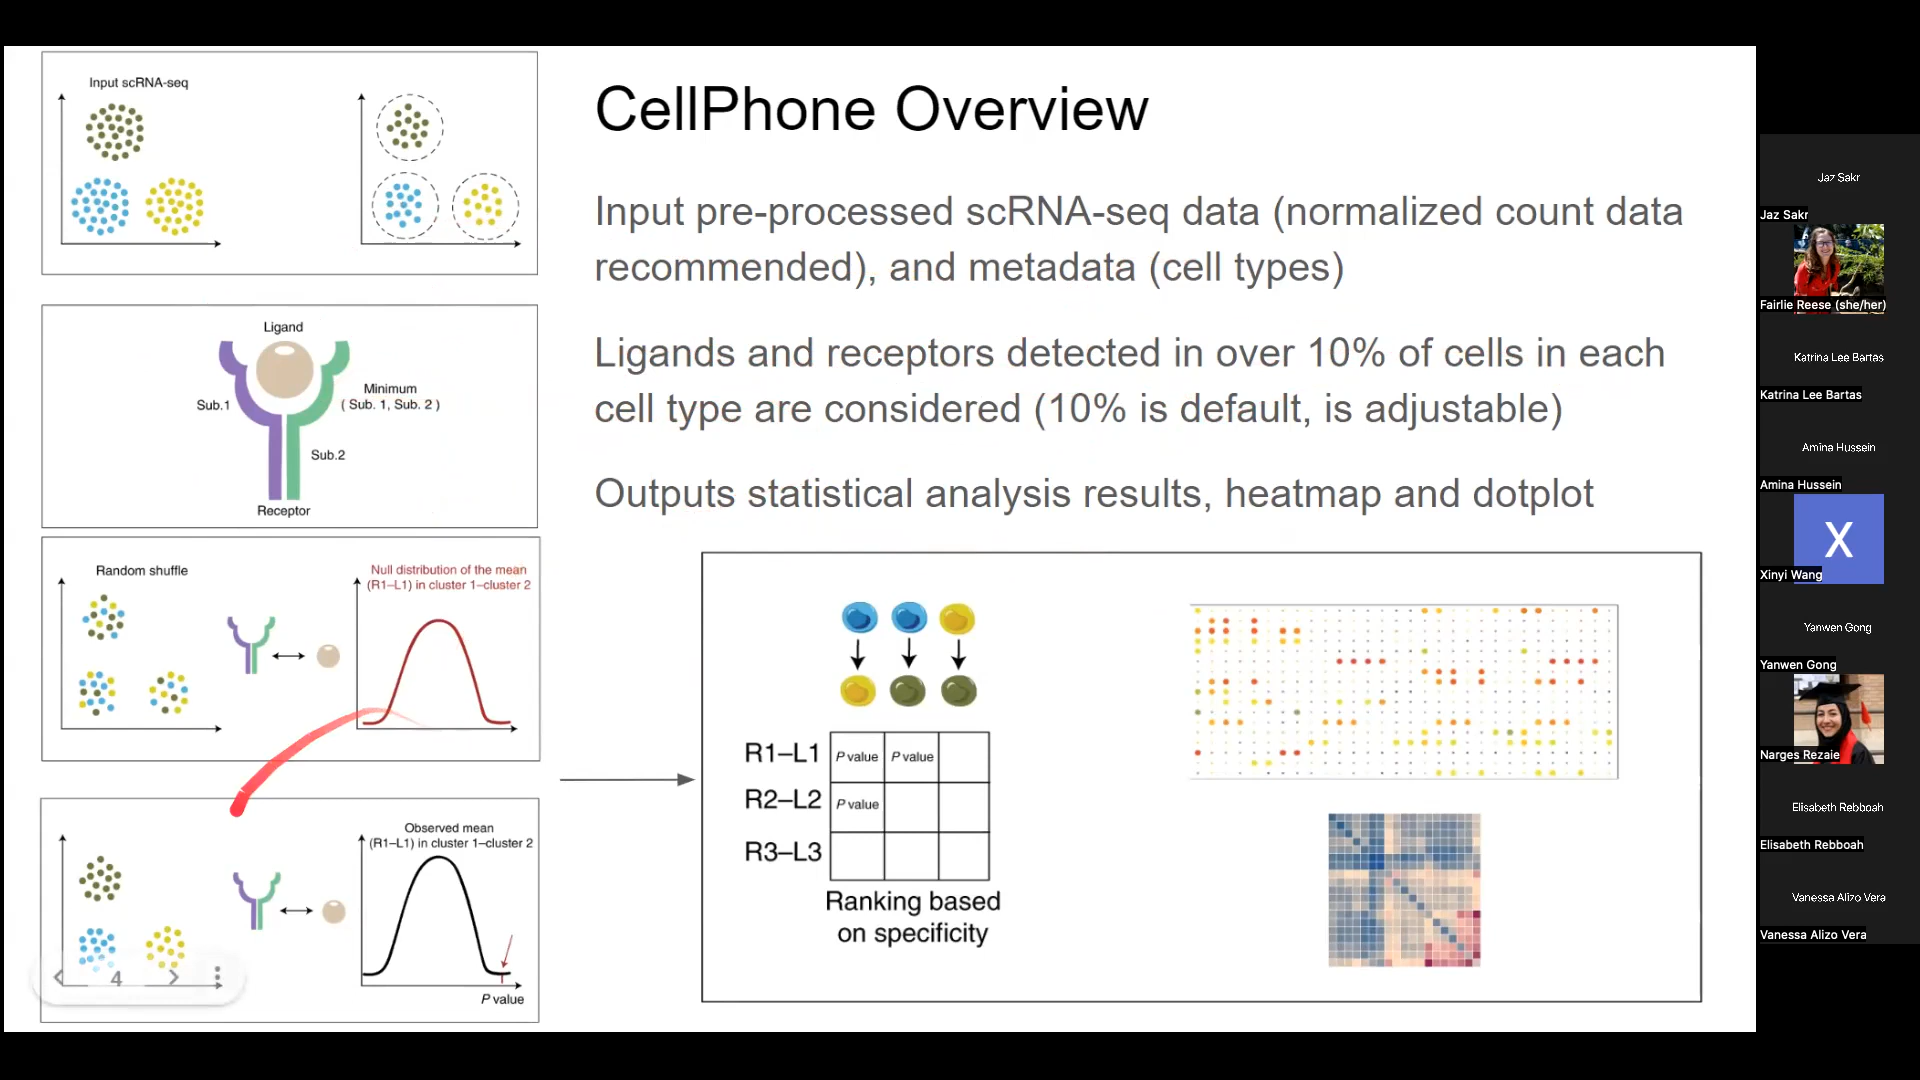 Input scRNA-seq
Ligand
Sub.1
Minimum
( Sub. 1, Sub. 2 )
Sub.2
Receptor
Random shuffle
Null distribution of the mean
(R1–L1) in cluster 1–cluster 2
Observed mean
(R1–L1) in cluster 1–cluster 2
P value
4
CellPhone Overview
Input pre-processed scRNA-seq data (normalized count data
recommended), and metadata (cell types)
Ligands and receptors detected in over 10% of cells in each
cell type are considered (10% is default, is adjustable)
Outputs statistical analysis results, heatmap and dotplot
R1–L1 P value P value
R2–L2 P value
R3–L3
Ranking based
on specificity
Jaz Sakr
Jaz Sakr
Fairlie Reese (she/her)
Katrina Lee Bartas
Katrina Lee Bartas
Amina Hussein
Amina Hussein
X
Xinyi Wang
Yanwen Gong
Yanwen Gong
Narges Rezaie
Elisabeth Rebboah
Elisabeth Rebboah
Vanessa Alizo Vera
Vanessa Alizo Vera